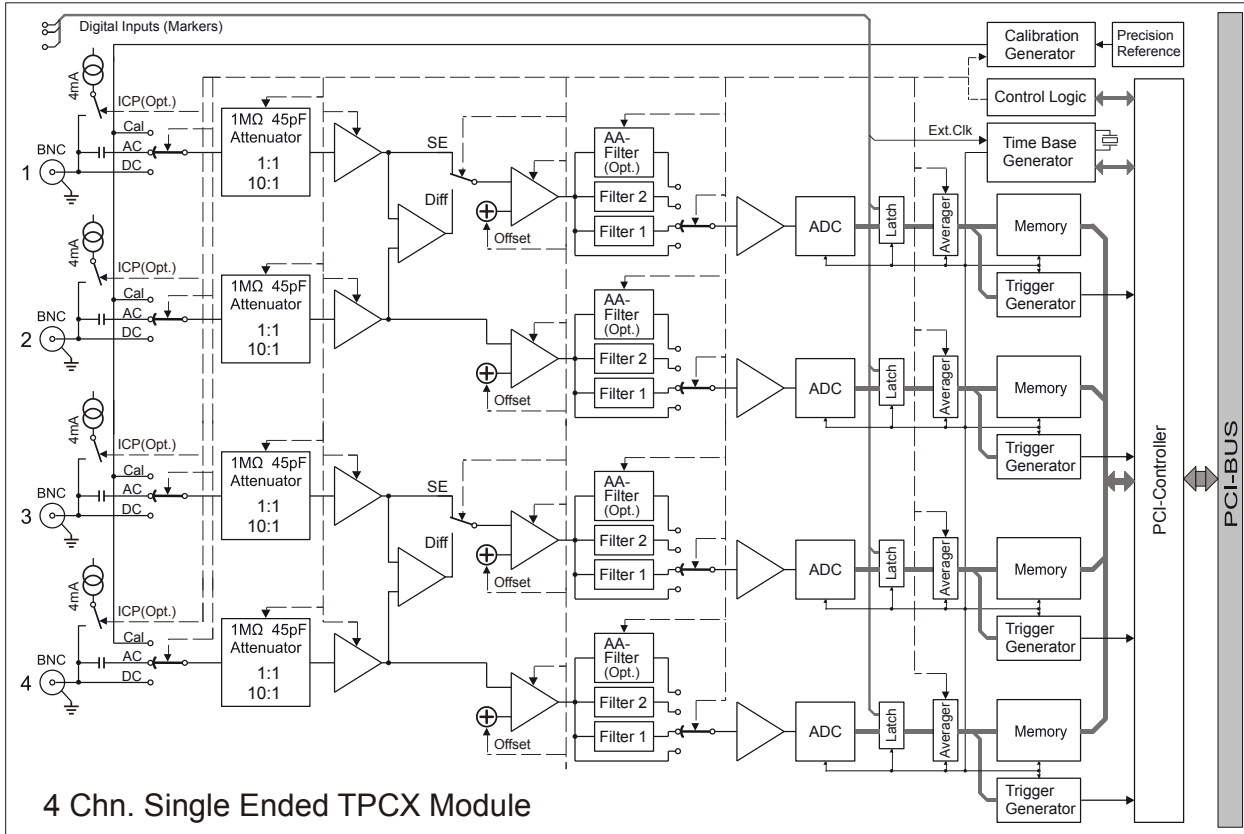 Digital Inputs (Markers)
Calibration
Generator
Precision
Reference
Control Logic
Ext.Clk
Time Base
Generator
4mA
ICP(Opt.)
Cal
BNC
AC
DC
1
1MΩ 45pF
Attenuator
1:1
10:1
SE
Diff
Offset
AA-
Filter
(Opt.)
Filter 2
Filter 1
ADC
Latch
Averager
Memory
Trigger
Generator
4mA
ICP(Opt.)
Cal
BNC
AC
DC
2
1MΩ 45pF
Attenuator
1:1
10:1
Offset
AA-
Filter
(Opt.)
Filter 2
Filter 1
ADC
Latch
Averager
Memory
Trigger
Generator
4mA
ICP(Opt.)
Cal
BNC
AC
DC
3
1MΩ 45pF
Attenuator
1:1
10:1
SE
Diff
Offset
AA-
Filter
(Opt.)
Filter 2
Filter 1
ADC
Latch
Averager
Memory
Trigger
Generator
4mA
ICP(Opt.)
Cal
BNC
AC
DC
4
1MΩ 45pF
Attenuator
1:1
10:1
Offset
AA-
Filter
(Opt.)
Filter 2
Filter 1
ADC
Latch
Averager
Memory
Trigger
Generator
PCI-Controller
PCI-BUS
4 Chn. Single Ended TPCX Module